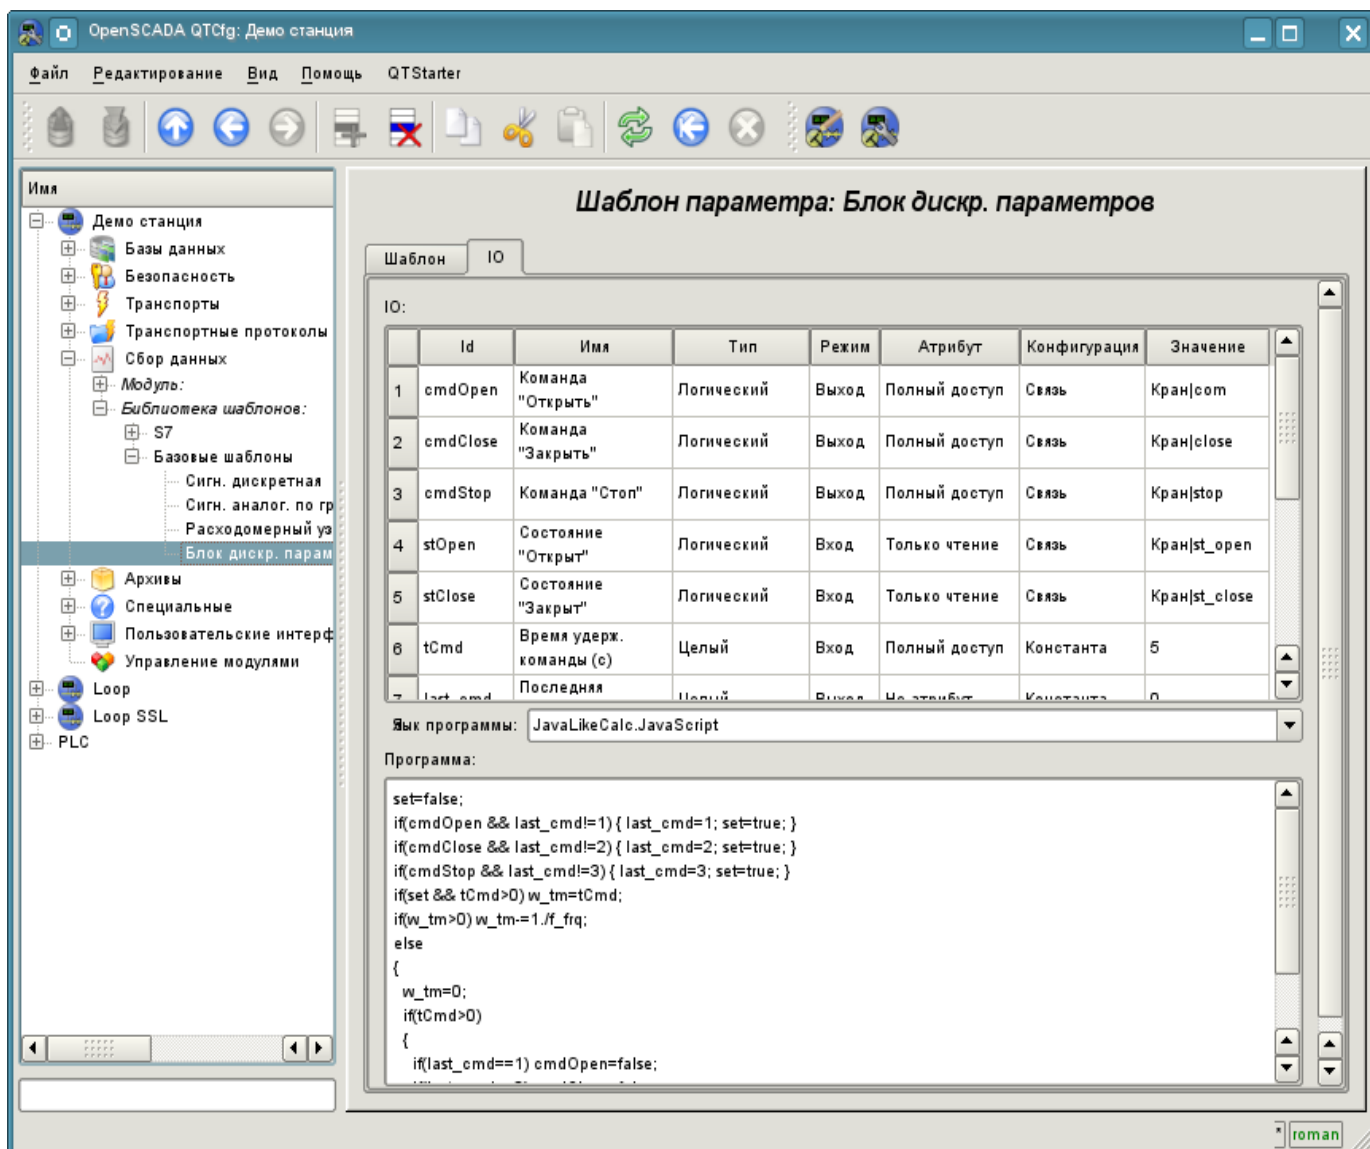 OpenSCADA QTCfg: Демо станция
Файл Редактирование Вид Помощь QTStarter
Имя
Демо станция
Базы данных
Безопасность
Транспорты
Транспортные протоколы
Сбор данных
Модуль:
Библиотека шаблонов:
S7
Базовые шаблоны
Сигн. дискретная
Сигн. аналог. по гр
Расходомерный уз
Блок дискр. парам
Архивы
Специальные
Пользовательские интерф
Управление модулями
Loop
Loop SSL
PLC
Шаблон параметра: Блок дискр. параметров
Шаблон IO
IO:
Id Имя Тип Режим Атрибут Конфигурация Значение
1 cmdOpen Команда "Открыть" Логический Выход Полный доступ Связь Кран|com
2 cmdClose Команда "Закрыть" Логический Выход Полный доступ Связь Кран|close
3 cmdStop Команда "Стоп" Логический Выход Полный доступ Связь Кран|stop
4 stOpen Состояние "Открыт" Логический Вход Только чтение Связь Кран|st_open
5 stClose Состояние "Закрыт" Логический Вход Только чтение Связь Кран|st_close
6 tCmd Время удерж. команды (с) Целый Вход Полный доступ Константа 5
7 last_cmd Последняя Целый Выход Не атрибут Константа 0
Язык программы: JavaLikeCalc.JavaScript
Программа:
set=false;
if(cmdOpen && last_cmd!=1) { last_cmd=1; set=true; }
if(cmdClose && last_cmd!=2) { last_cmd=2; set=true; }
if(cmdStop && last_cmd!=3) { last_cmd=3; set=true; }
if(set && tCmd>0) w_tm=tCmd;
if(w_tm>0) w_tm-=1./f_frq;
else
{
w_tm=0;
if(tCmd>0)
{
if(last_cmd==1) cmdOpen=false;
* roman